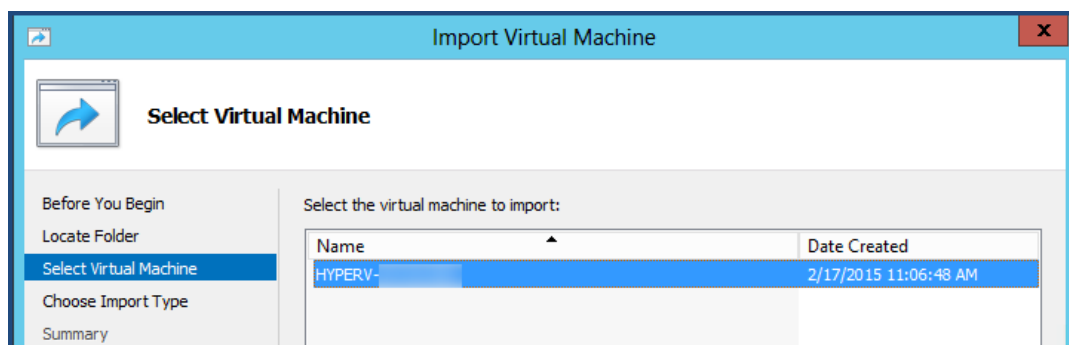 Import Virtual Machine
x
Select Virtual Machine
Before You Begin
Select the virtual machine to import:
Locate Folder
Name Date Created
Select Virtual Machine
HYPERV- 2/17/2015 11:06:48 AM
Choose Import Type
Summary